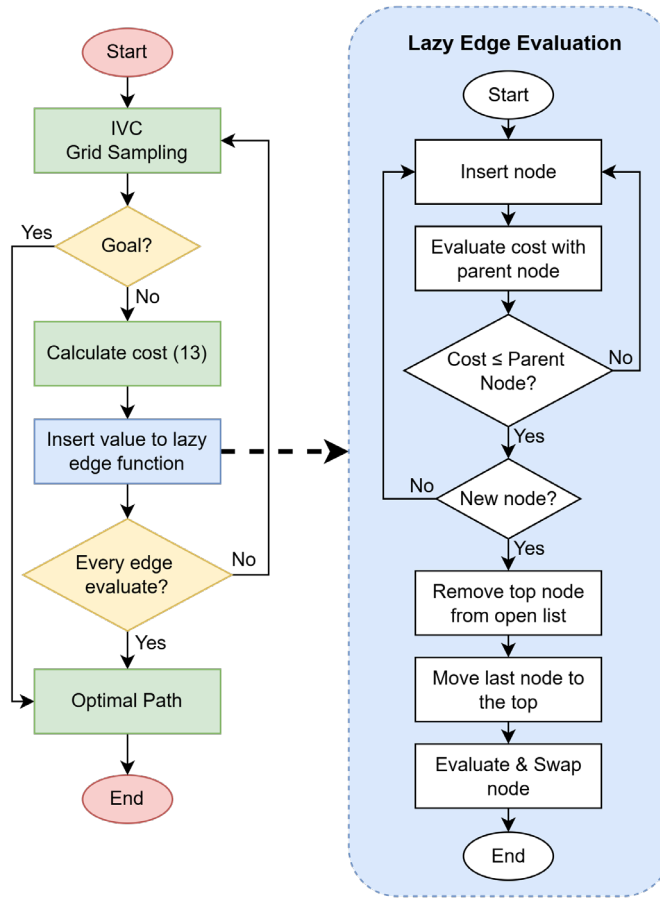 Start
IVC
Grid Sampling
Yes
Goal?
No
Calculate cost (13)
Insert value to lazy
edge function
Every edge
evaluate?
No
Yes
Optimal Path
End
Lazy Edge Evaluation
Start
Insert node
Evaluate cost with
parent node
Cost ≤ Parent
Node?
No
Yes
New node?
No
Yes
Remove top node
from open list
Move last node to
the top
Evaluate & Swap
node
End